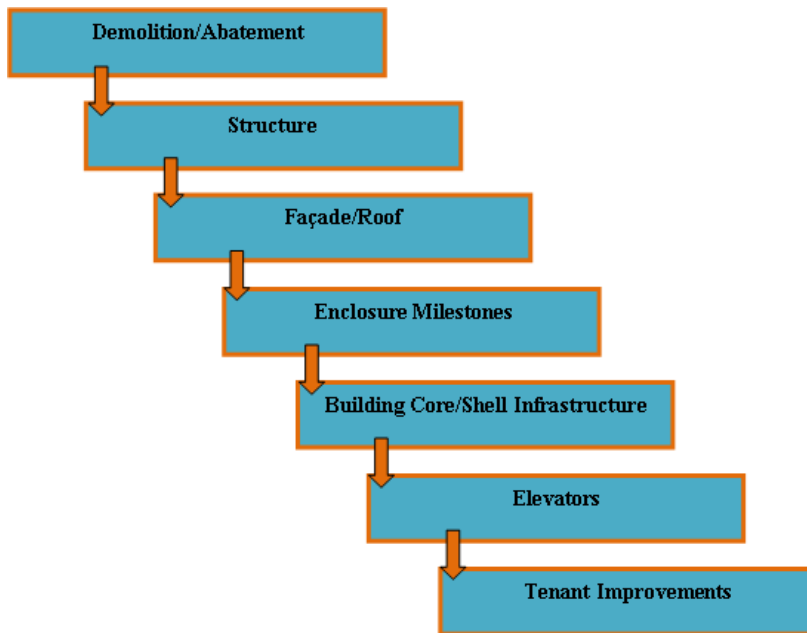 Demolition/Abatement
Structure
Façade/Roof
Enclosure Milestones
Building Core/Shell Infrastructure
Elevators
Tenant Improvements